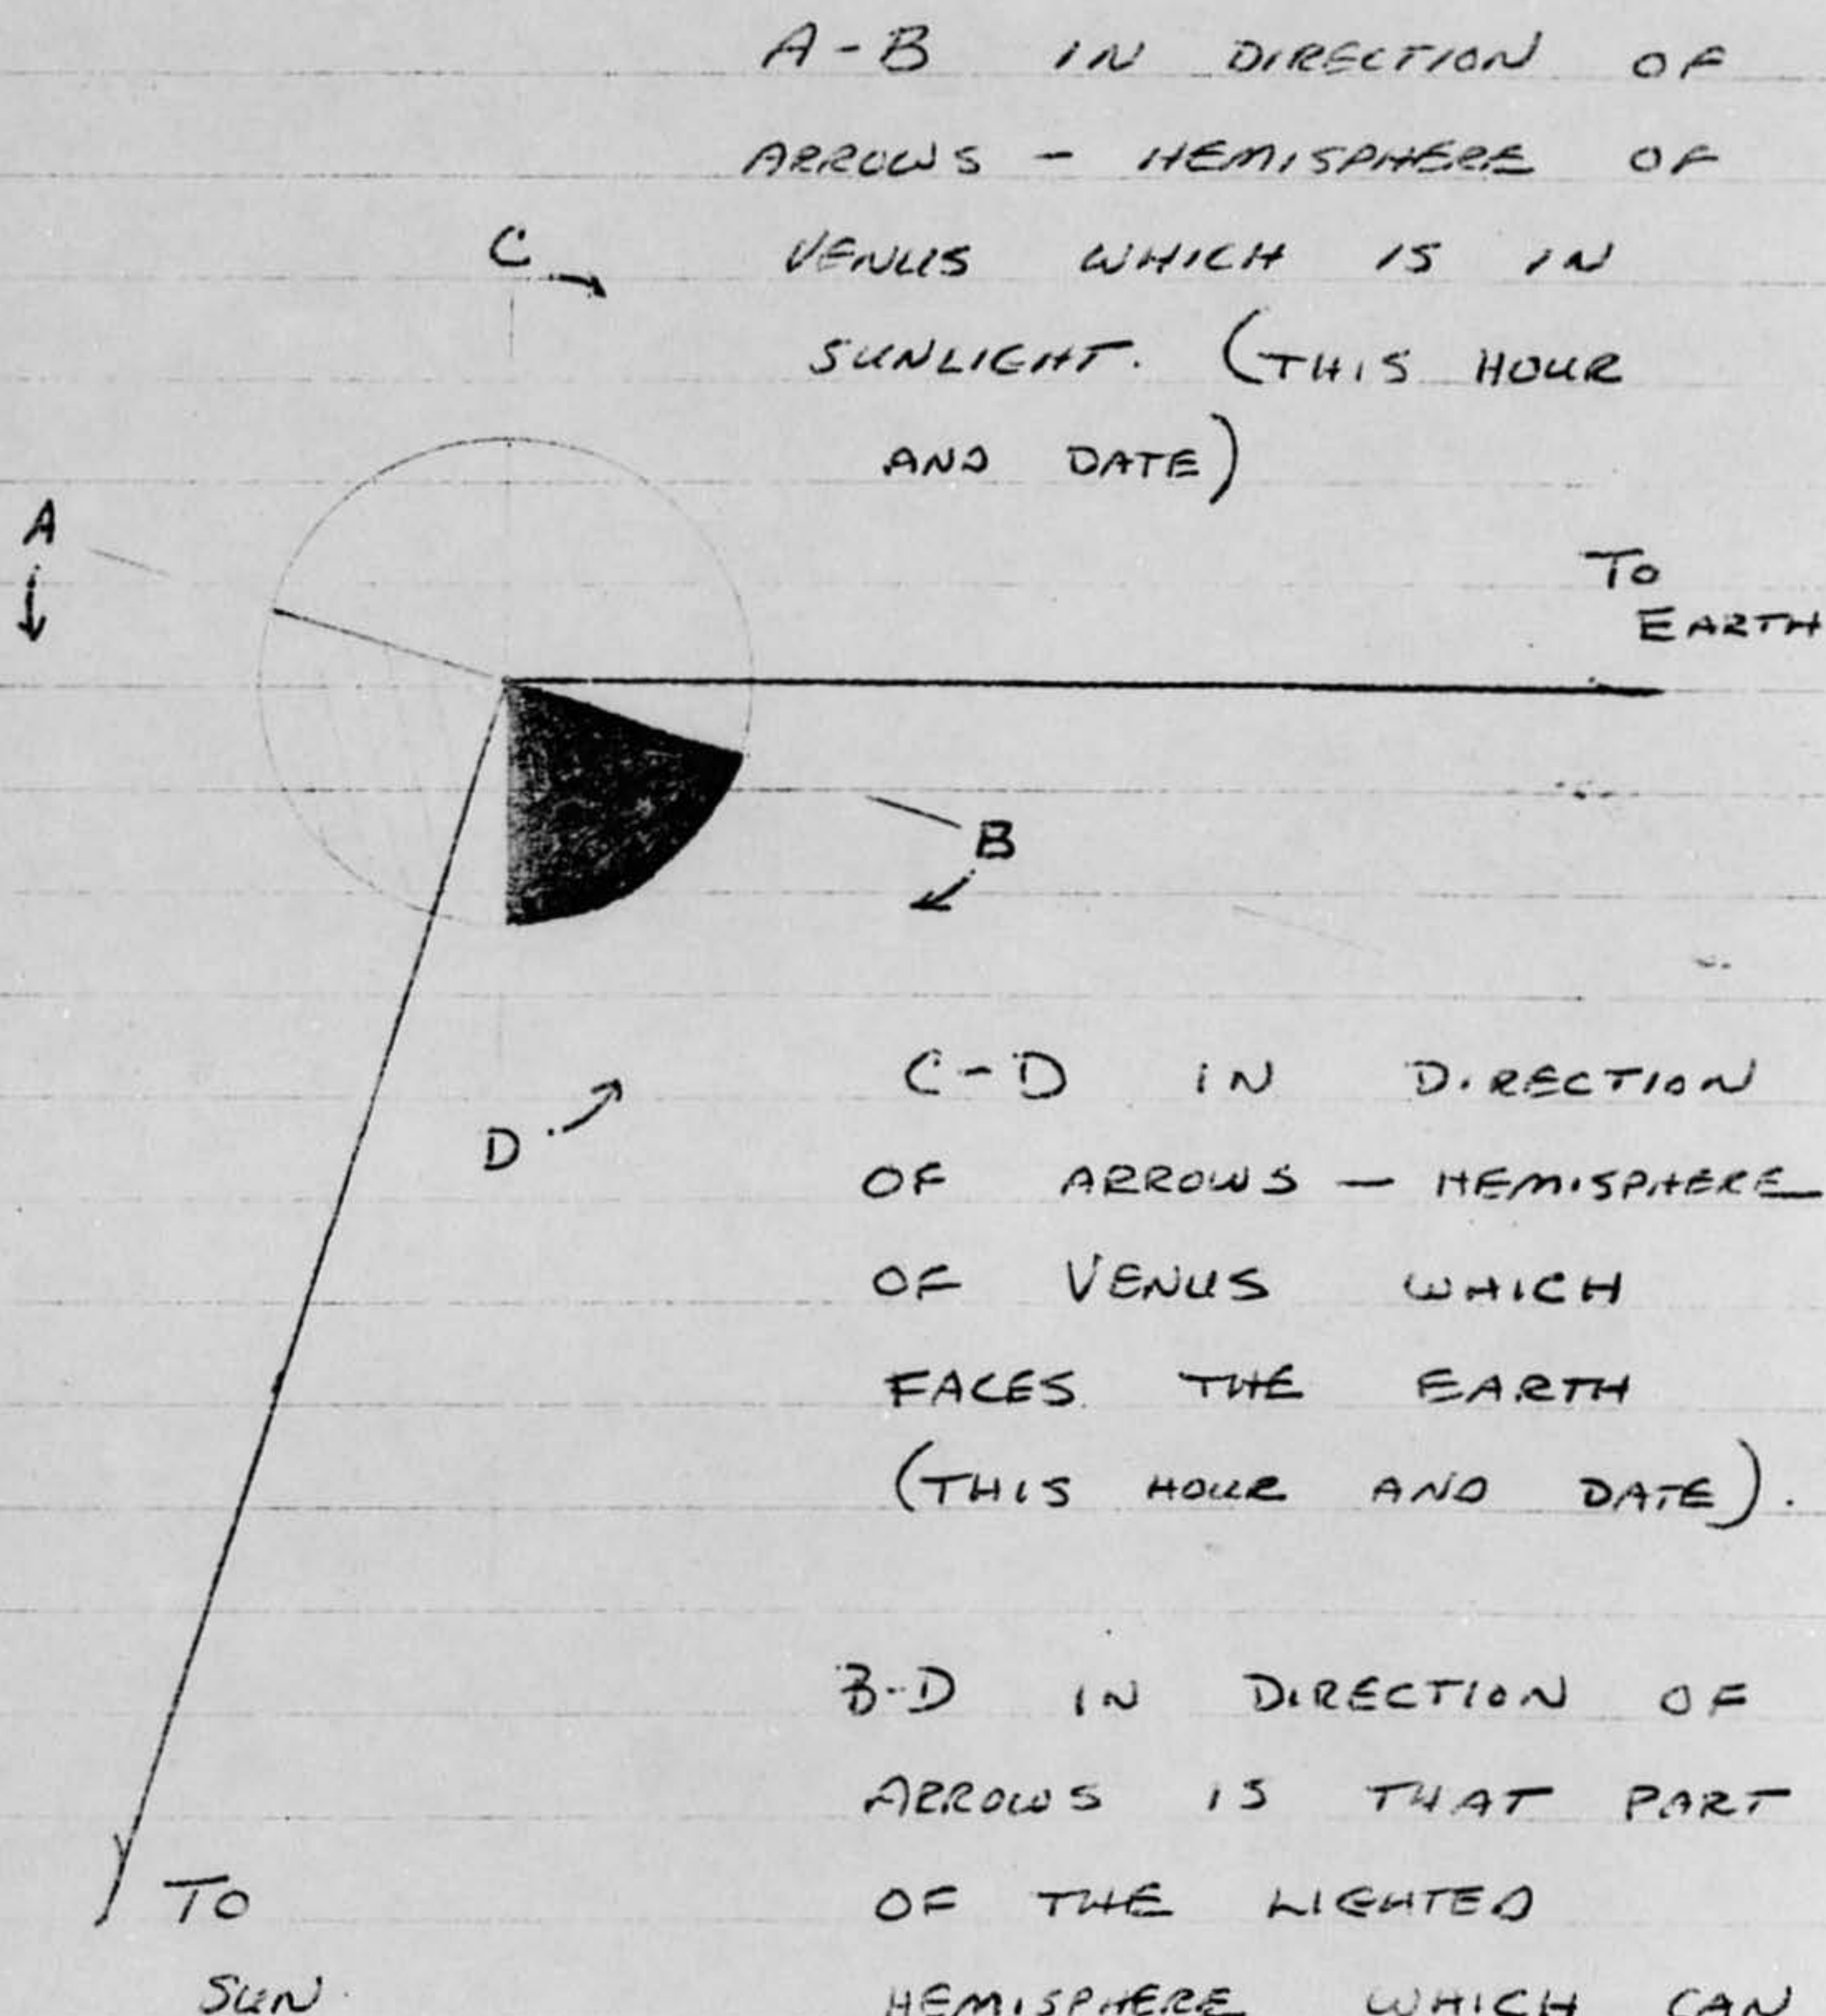 A-B IN DIRECTION OF
ARROWS - HEMISPHERE OF
VENUS WHICH IS IN
SUNLIGHT. (THIS HOUR
AND DATE)
C
A
TO
EARTH
B
D
C-D IN DIRECTION
OF ARROWS - HEMISPHERE
OF VENUS WHICH
FACES THE EARTH
(THIS HOUR AND DATE).
B-D IN DIRECTION OF
ARROWS IS THAT PART
OF THE LIGHTED
HEMISPHERE WHICH CAN
TO
SUN